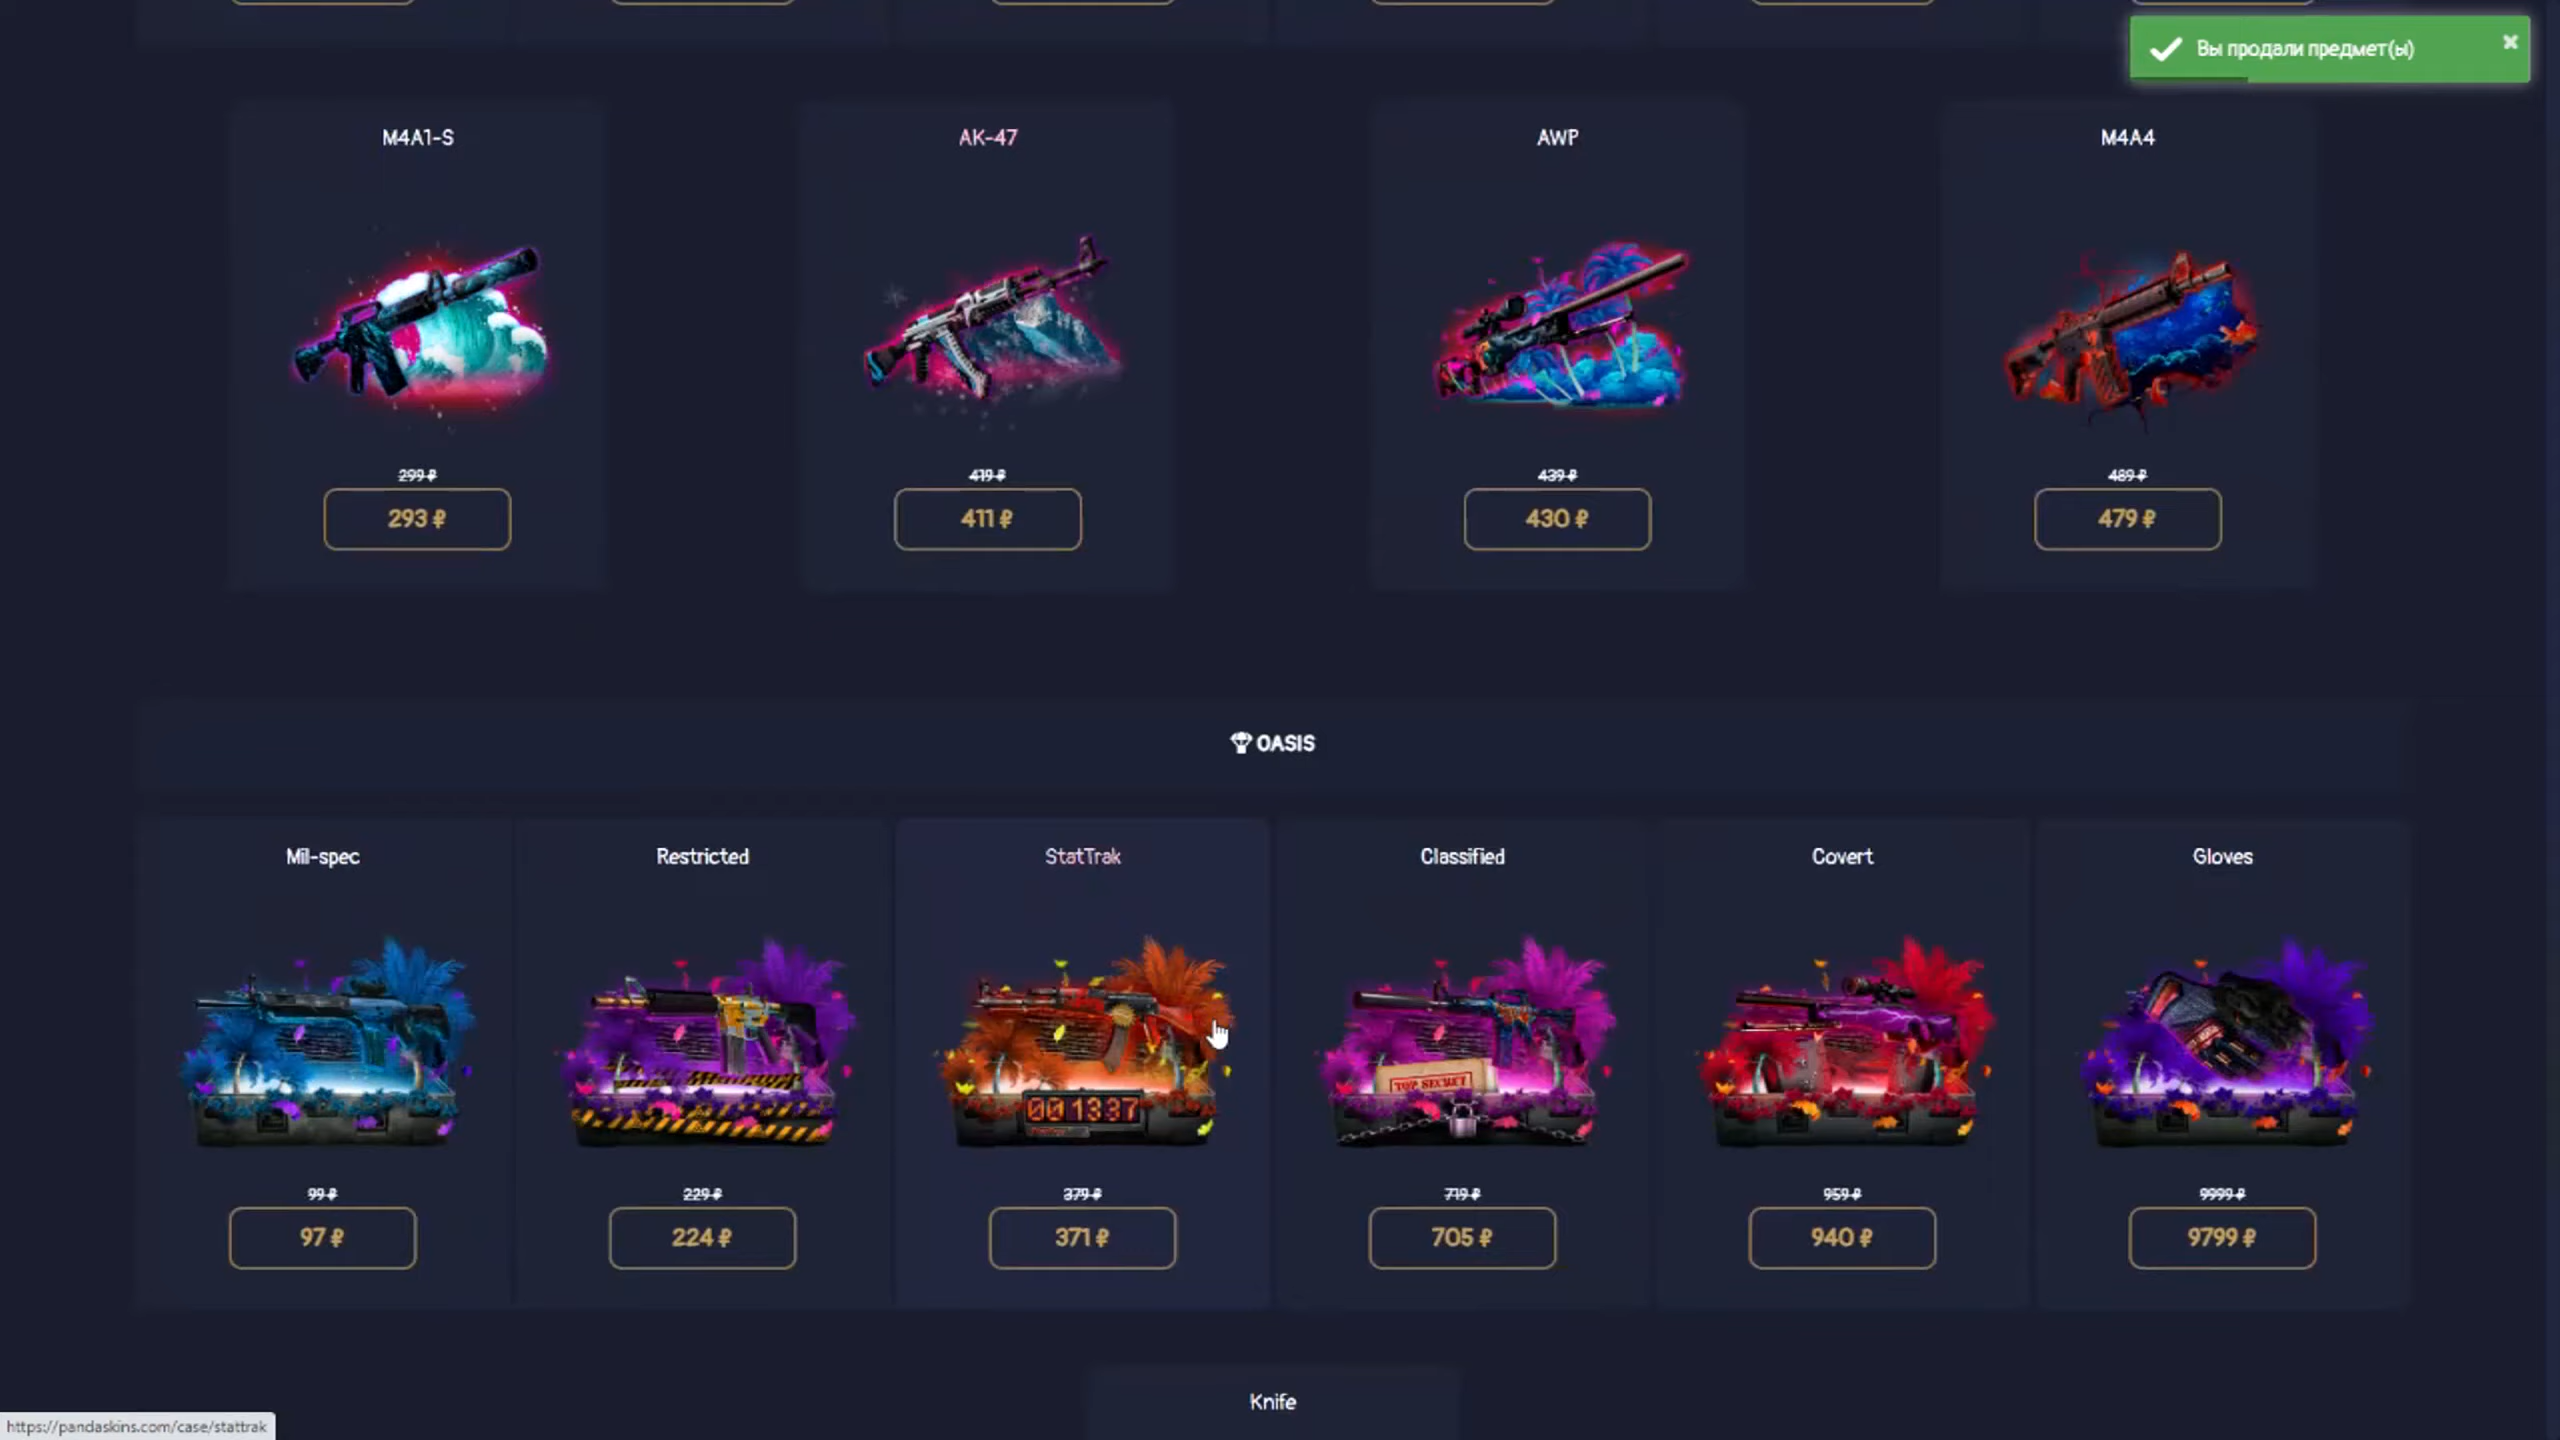 Вы продали предмет(ы)
M4A1-S
AK-47
AWP
M4A4
299 ₽
419 ₽
439 ₽
489 ₽
293 ₽
411 ₽
430 ₽
479 ₽
OASIS
Mil-spec
Restricted
StatTrak
Classified
Covert
Gloves
TOP SECRET
001337
99 ₽
229 ₽
379 ₽
719 ₽
959 ₽
9999 ₽
97 ₽
224 ₽
371 ₽
705 ₽
940 ₽
9799 ₽
Knife
https://pandaskins.com/case/stattrak